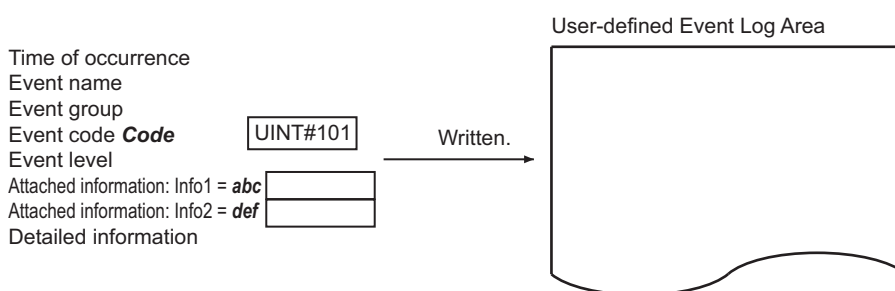 User-defined Event Log Area
Time of occurrence
Event name
Event group
Event code Code UINT#101
Written.
Event level
Attached information: Info1 = abc
Attached information: Info2 = def
Detailed information